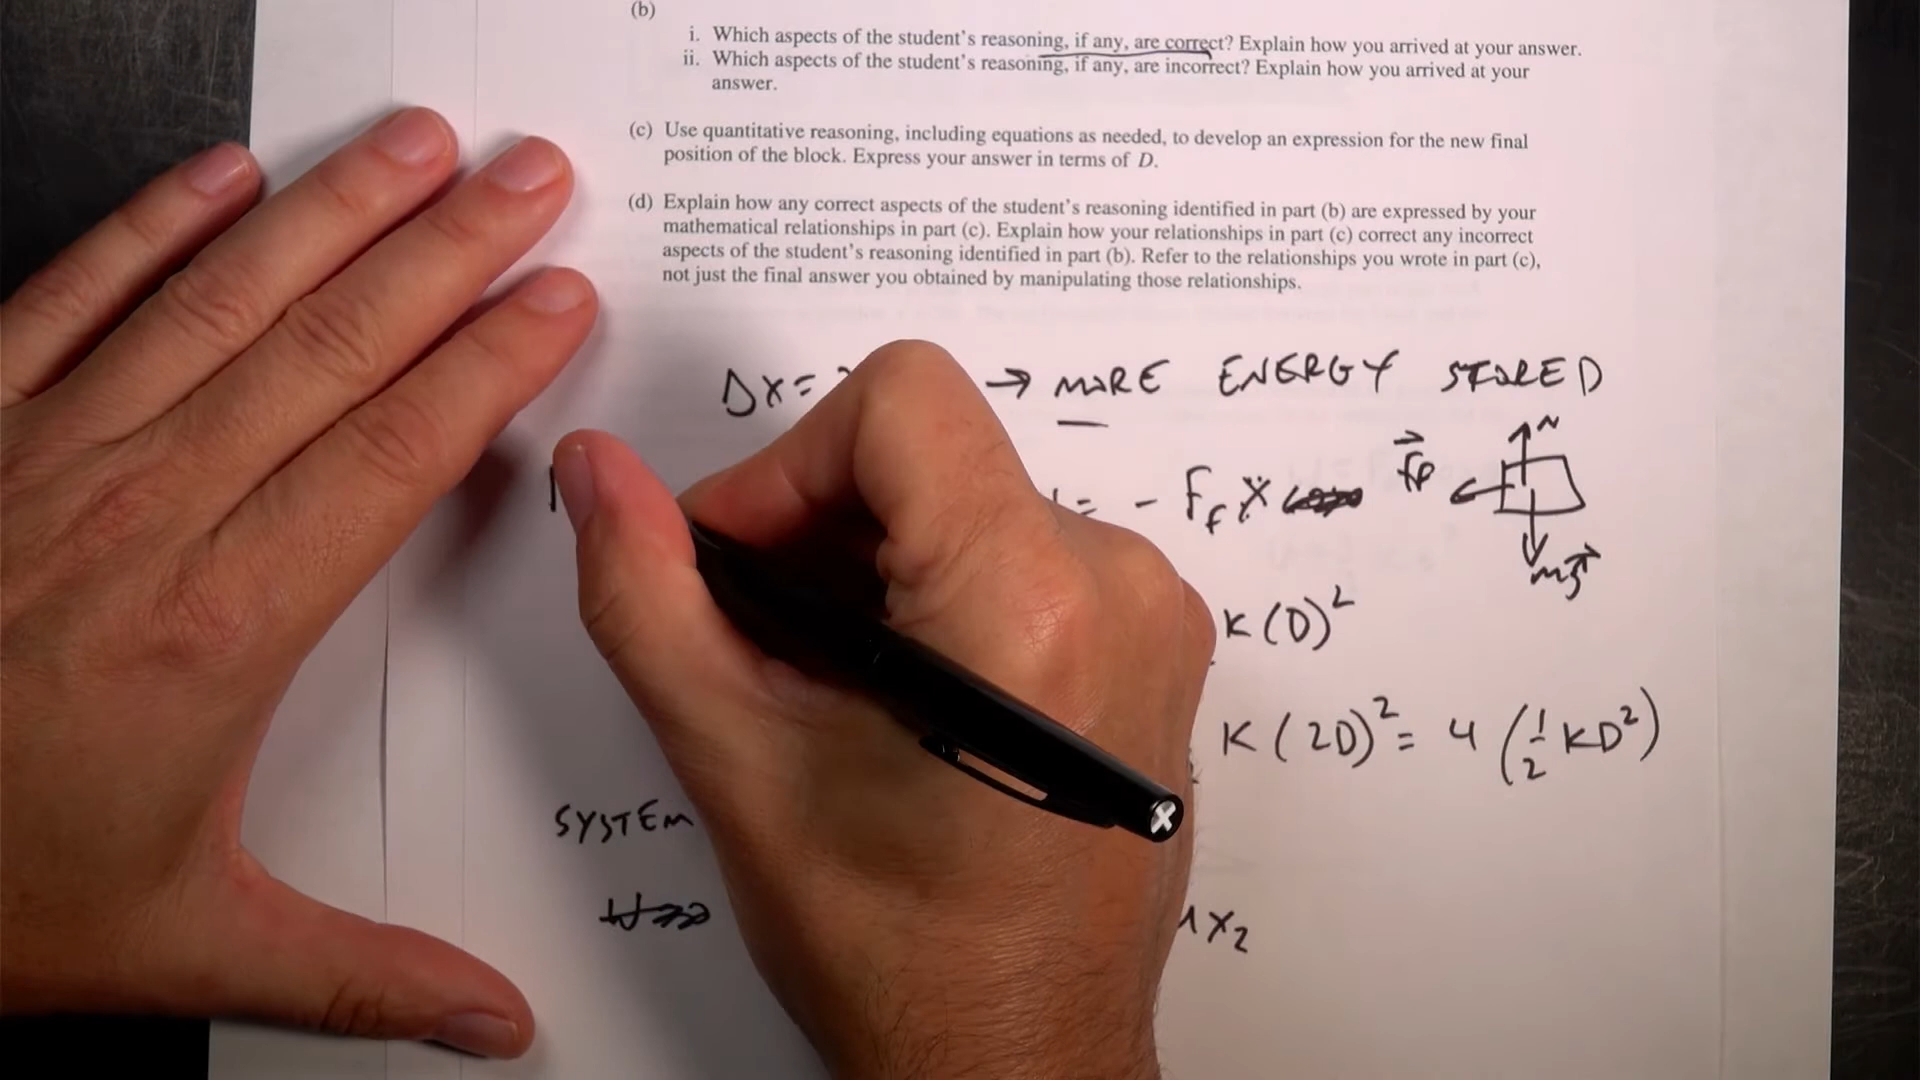 (b)
i. Which aspects of the student's reasoning, if any, are correct? Explain how you arrived at your answer.
ii. Which aspects of the student's reasoning, if any, are incorrect? Explain how you arrived at your
answer.
(c) Use quantitative reasoning, including equations as needed, to develop an expression for the new final
position of the block. Express your answer in terms of D.
(d) Explain how any correct aspects of the student's reasoning identified in part (b) are expressed by your
mathematical relationships in part (c). Explain how your relationships in part (c) correct any incorrect
aspects of the student's reasoning identified in part (b). Refer to the relationships you wrote in part (c),
not just the final answer you obtained by manipulating those relationships.
Δx= → MORE ENERGY STORED
N
= - F_f x
F_f
mg
K(D)²
K(2D)² = 4(1/2 KD²)
SYSTEM
x₂